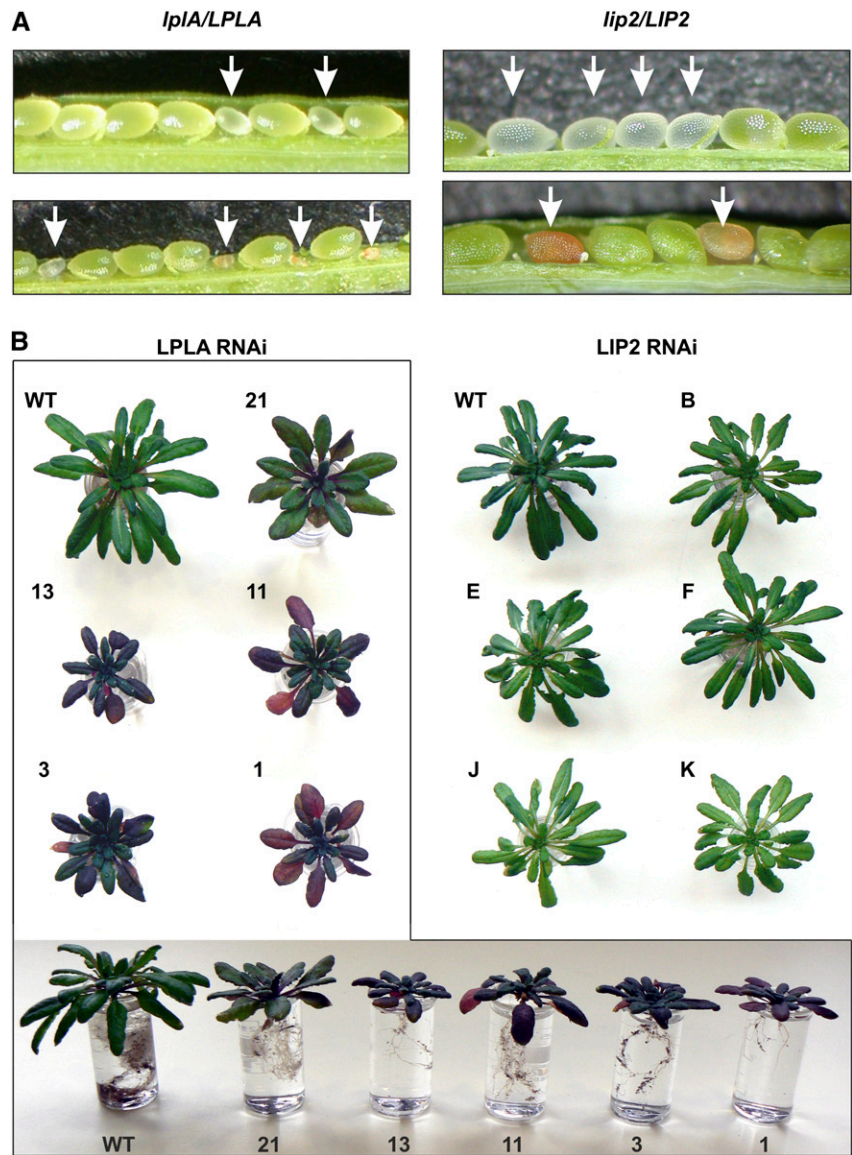 A
lplA/LPLA
lip2/LIP2
B
LPLA RNAi
LIP2 RNAi
WT 21 WT B
13 11 E F
3 1 J K
WT 21 13 11 3 1